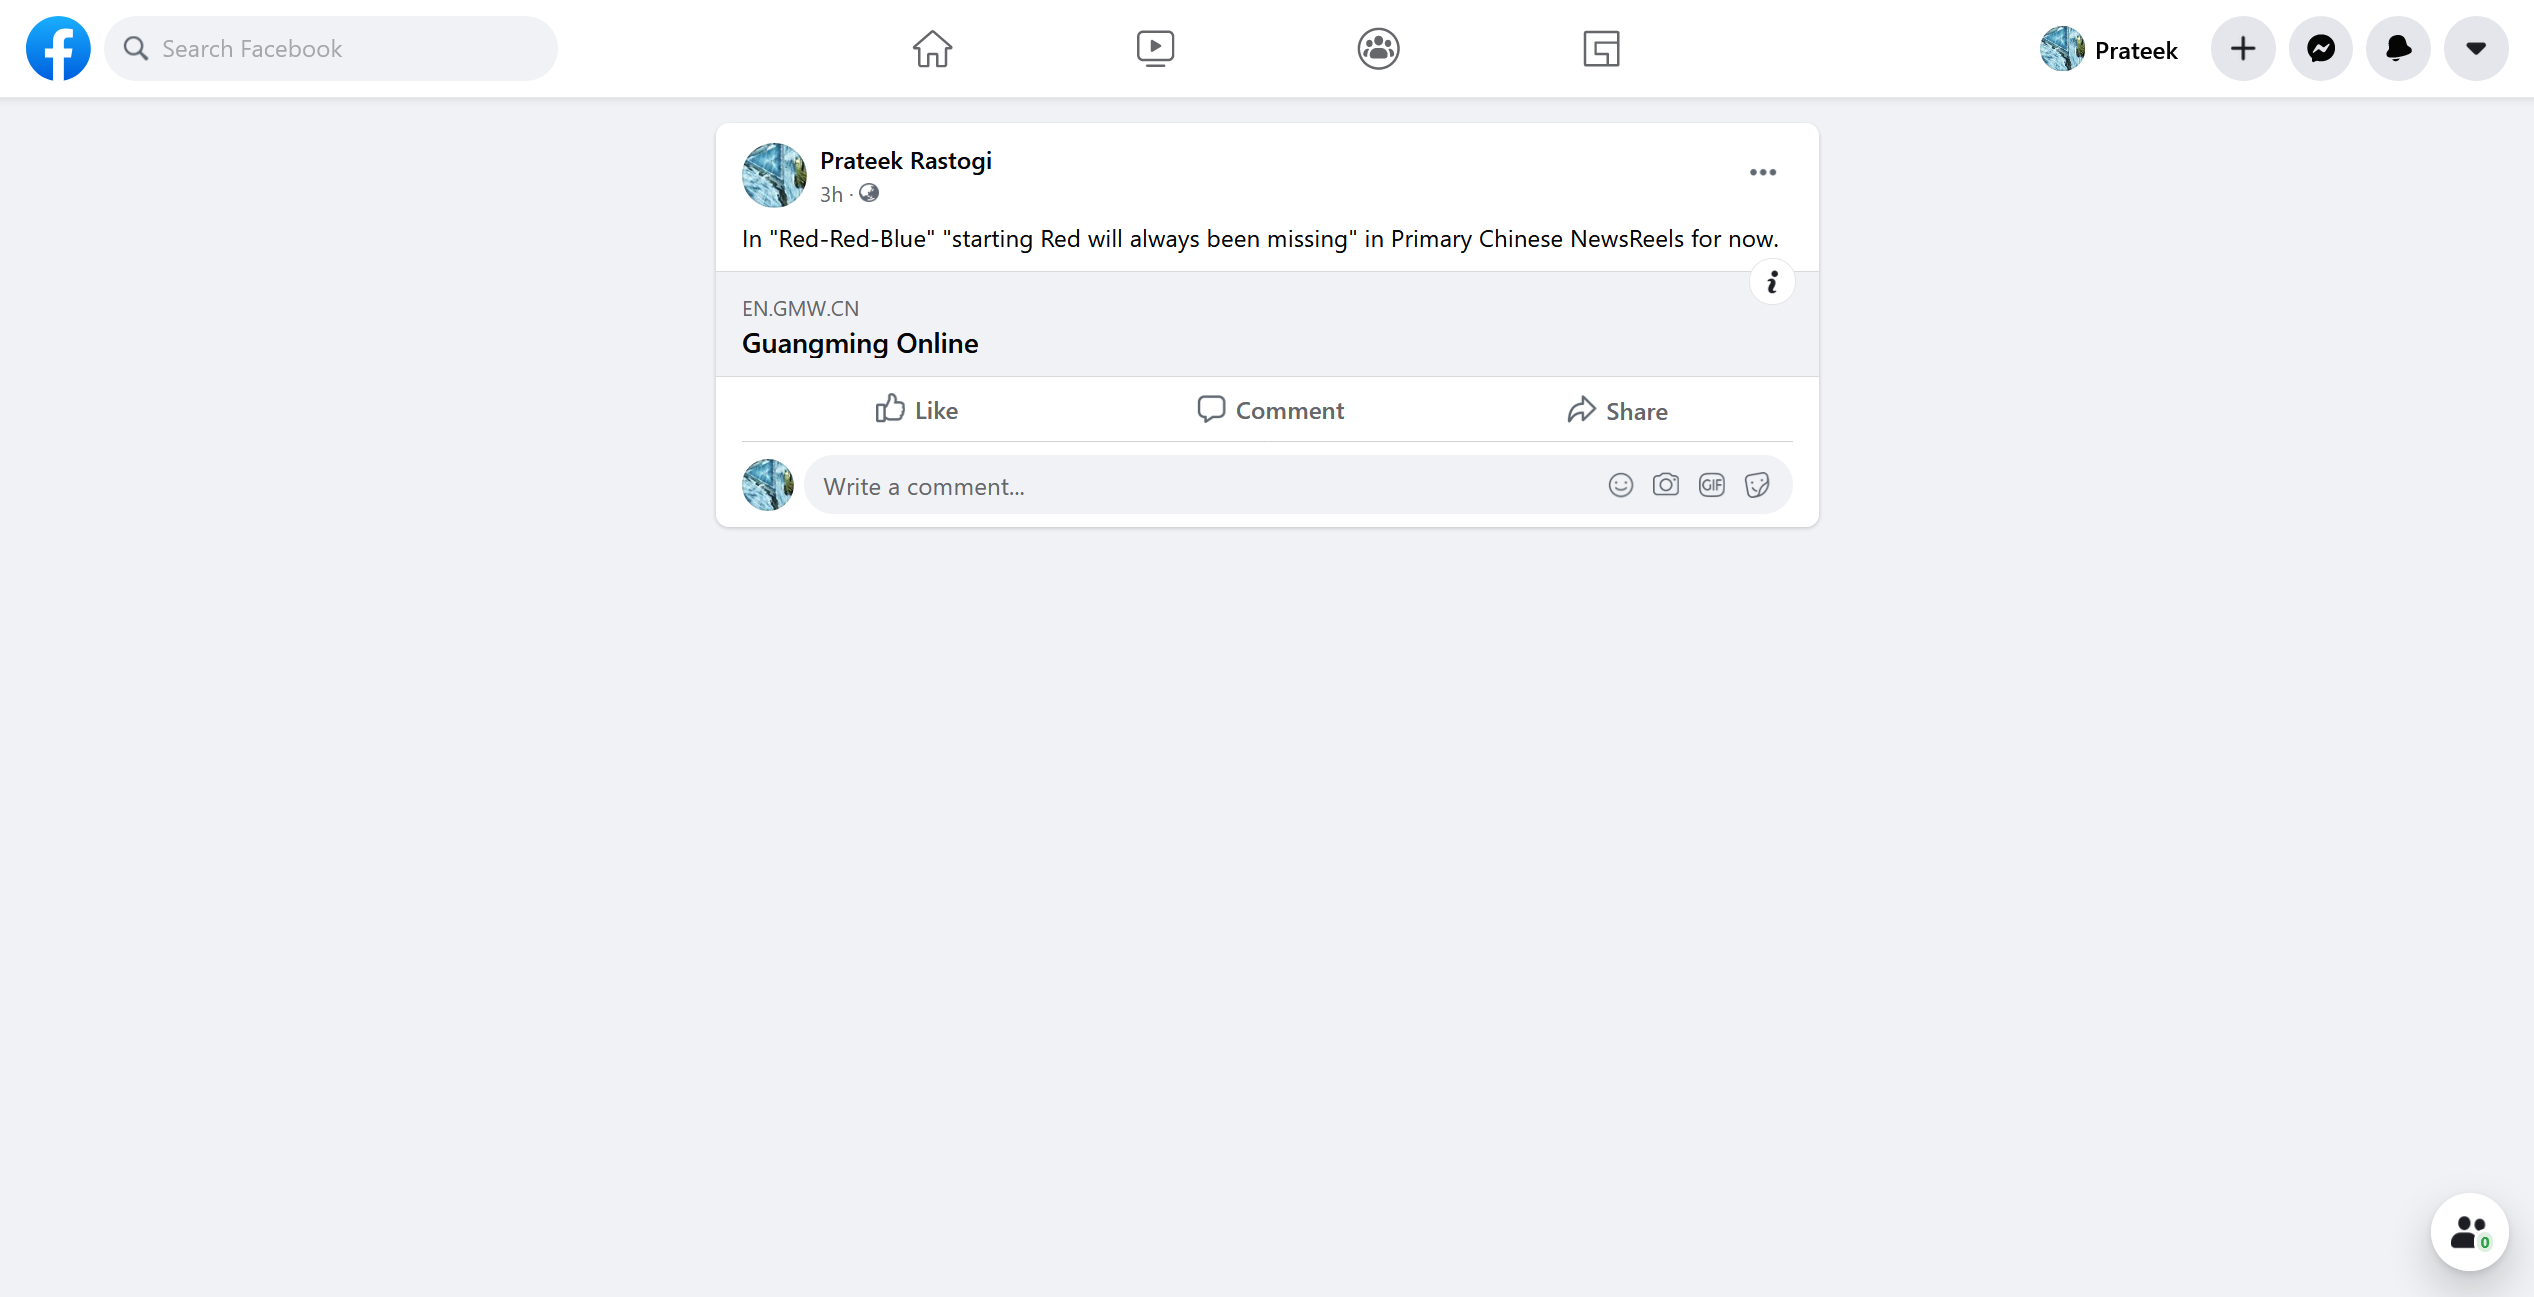 Search Facebook
Prateek
Prateek Rastogi
3h ·
In "Red-Red-Blue" "starting Red will always been missing" in Primary Chinese NewsReels for now.
EN.GMW.CN
Guangming Online
Like
Comment
Share
Write a comment...
GIF
0